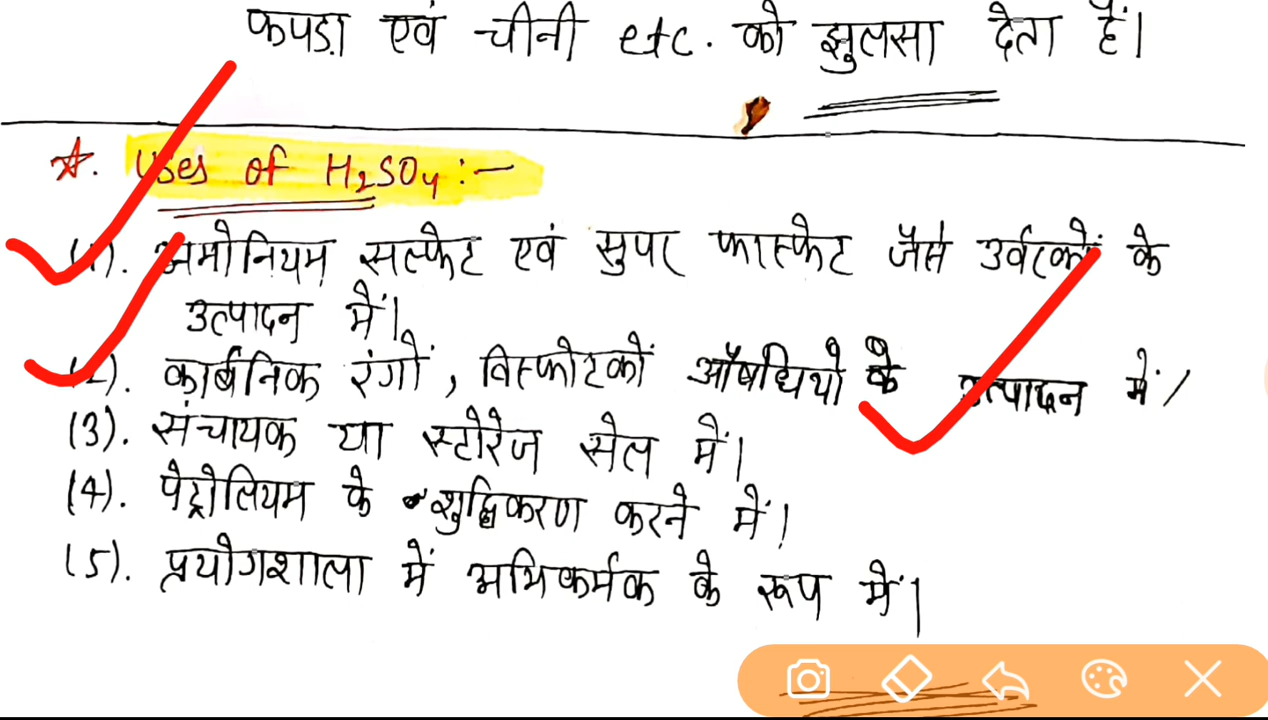 कपड़ा एवं चीनी etc. को झुलसा देता हैं।
☆. Uses of H₂SO₄ :-
(1). अमोनियम सल्फेट एवं सुपर फास्फेट जैसे उर्वरकों के
उत्पादन में।
(2). कार्बनिक रंगों, विस्फोटकों औषधियों के उत्पादन में।
(3). संचायक या स्टोरेज सेल में।
(4). पेट्रोलियम के शुद्धिकरण करने में।
(5). प्रयोगशाला में अभिकर्मक के रूप में।